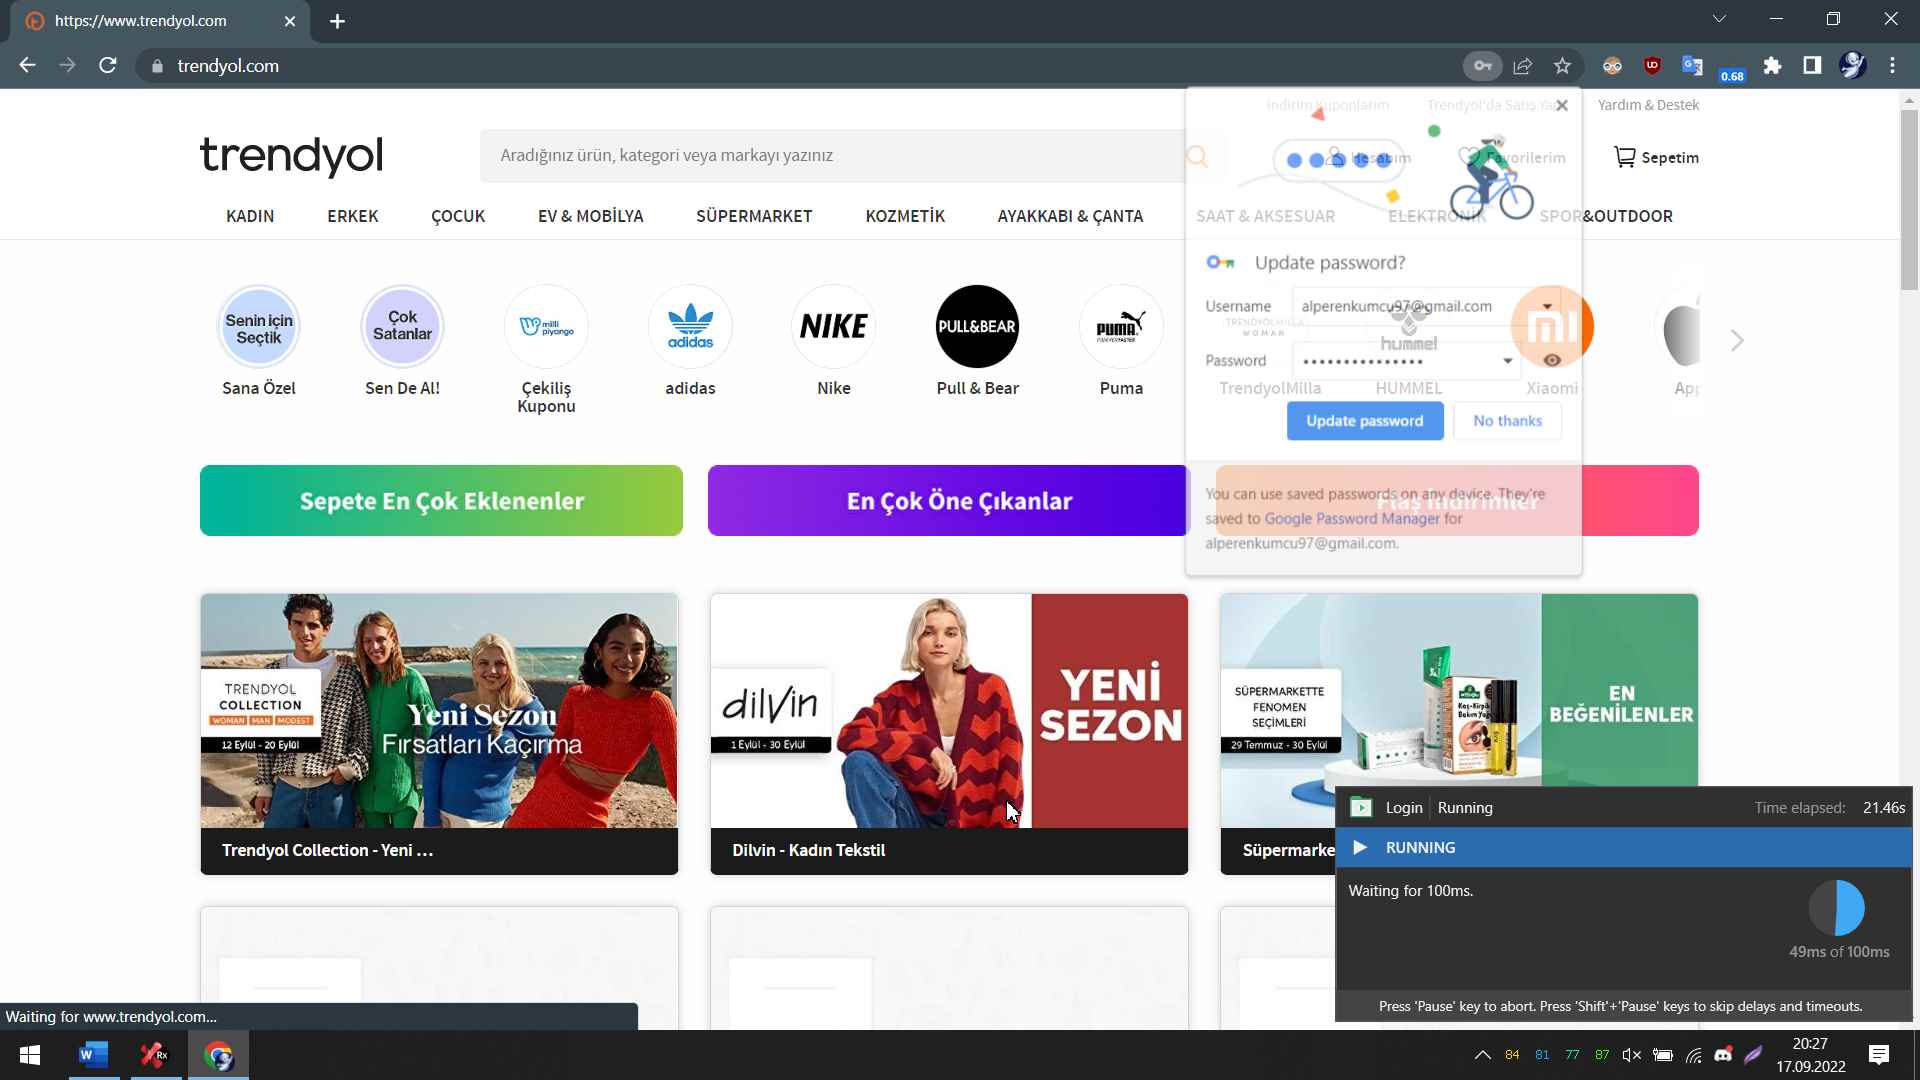 https://www.trendyol.com
trendyol.com
0.68
İndirim Kuponlarım
Trendyol'da Satış Yap
Yardım & Destek
trendyol
Aradığınız ürün, kategori veya markayı yazınız
Hesabım
Favorilerim
Sepetim
KADIN
ERKEK
ÇOCUK
EV & MOBİLYA
SÜPERMARKET
KOZMETİK
AYAKKABI & ÇANTA
SAAT & AKSESUAR
ELEKTRONİK
SPOR&OUTDOOR
Update password?
Username
alperenkumcu97@gmail.com
Password
Update password
No thanks
You can use saved passwords on any device. They're
saved to Google Password Manager for
alperenkumcu97@gmail.com.
Senin için
Seçtik
Çok
Satanlar
milli
piyango
adidas
NIKE
PULL&BEAR
PUMA
TRENDYOLMİLLA
WOMAN
hummel
mi
Sana Özel
Sen De Al!
Çekiliş
Kuponu
adidas
Nike
Pull & Bear
Puma
TrendyolMilla
HUMMEL
Xiaomi
App
Sepete En Çok Eklenenler
En Çok Öne Çıkanlar
Flaş İndirimler
TRENDYOL
COLLECTION
WOMAN MAN MODEST
12 Eylül - 20 Eylül
Yeni Sezon
Fırsatları Kaçırma
Trendyol Collection - Yeni ...
dilvin
1 Eylül - 30 Eylül
YENİ
SEZON
Dilvin - Kadın Tekstil
SÜPERMARKETTE
FENOMEN
SEÇİMLERİ
29 Temmuz - 30 Eylül
EN
BEĞENİLENLER
Süpermarke
Login
Running
Time elapsed:
21.46s
RUNNING
Waiting for 100ms.
49ms of 100ms
Press 'Pause' key to abort. Press 'Shift'+'Pause' keys to skip delays and timeouts.
Waiting for www.trendyol.com...
84
81
77
87
20:27
17.09.2022